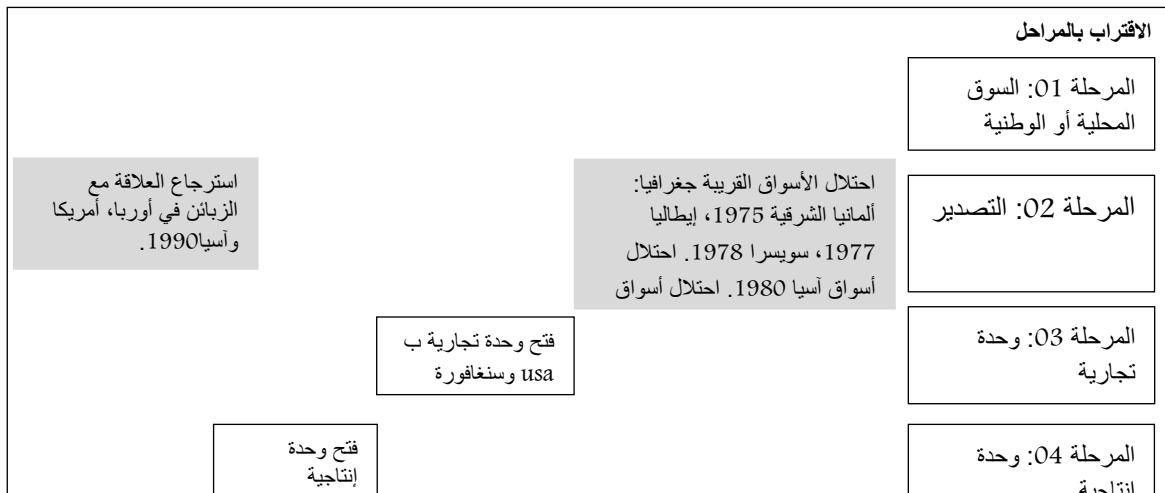 الاقتراب بالمراحل
المرحلة 01: السوق
المحلية أو الوطنية
المرحلة 02: التصدير
احتلال الأسواق القريبة جغرافيا:
ألمانيا الشرقية 1975، إيطاليا
1977، سويسرا 1978. احتلال
أسواق آسيا 1980. احتلال أسواق
استرجاع العلاقة مع
الزبائن في أوربا، أمريكا
وآسيا1990.
المرحلة 03: وحدة
تجارية
فتح وحدة تجارية ب
usa وسنغافورة
المرحلة 04: وحدة
إنتاجية
فتح وحدة
إنتاجية